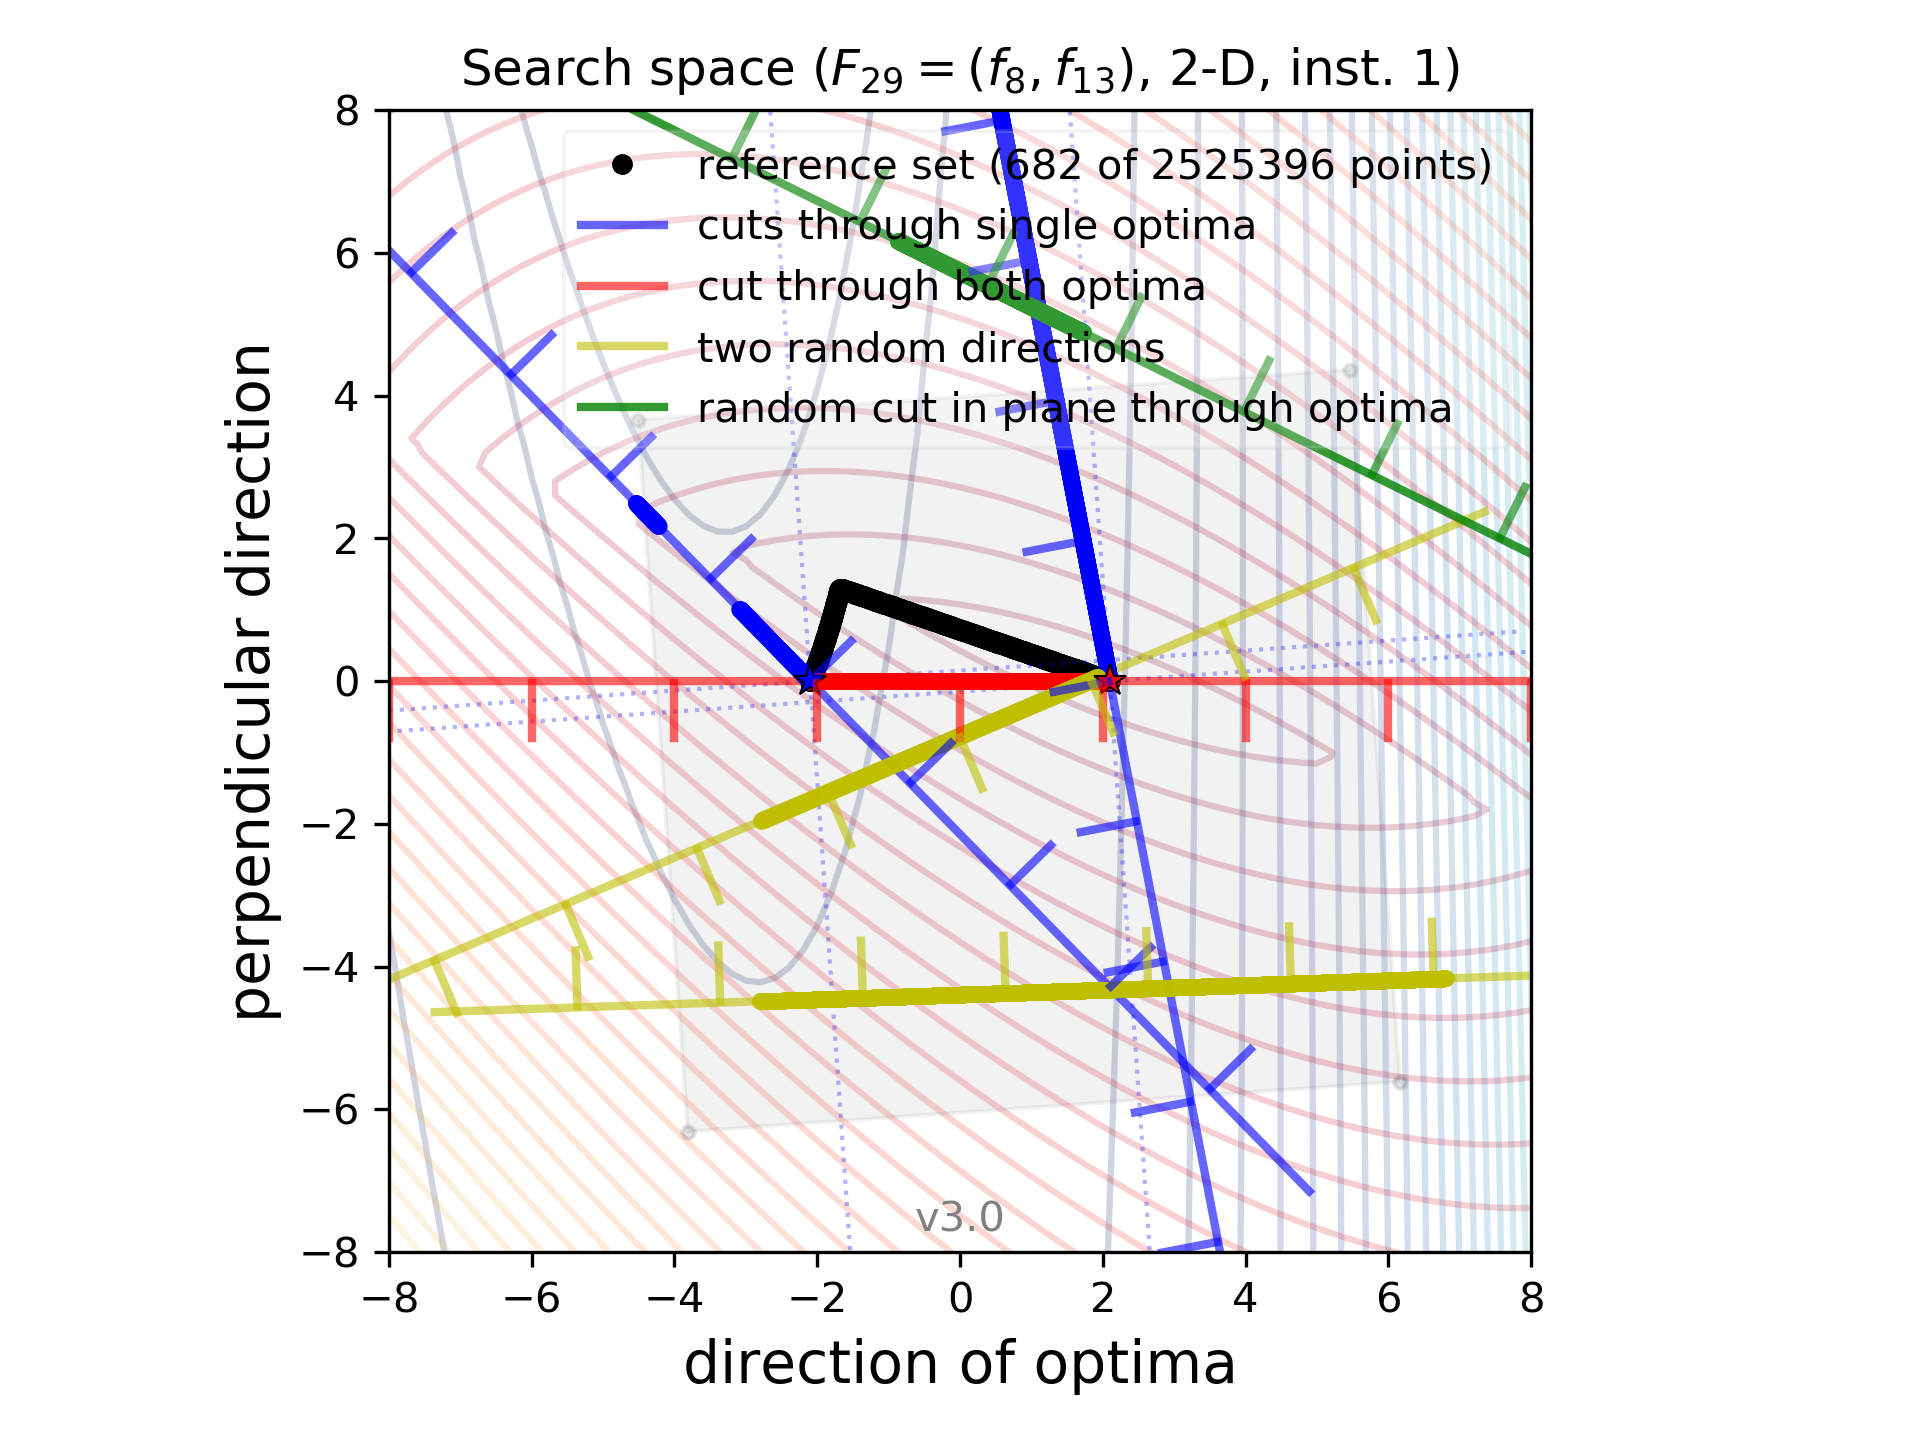 Search space (F29 = (f8, f13), 2-D, inst. 1)
reference set (682 of 2525396 points)
cuts through single optima
cut through both optima
two random directions
random cut in plane through optima
8
6
4
2
0
−2
−4
−6
−8
perpendicular direction
v3.0
−8 −6 −4 −2 0 2 4 6 8
direction of optima